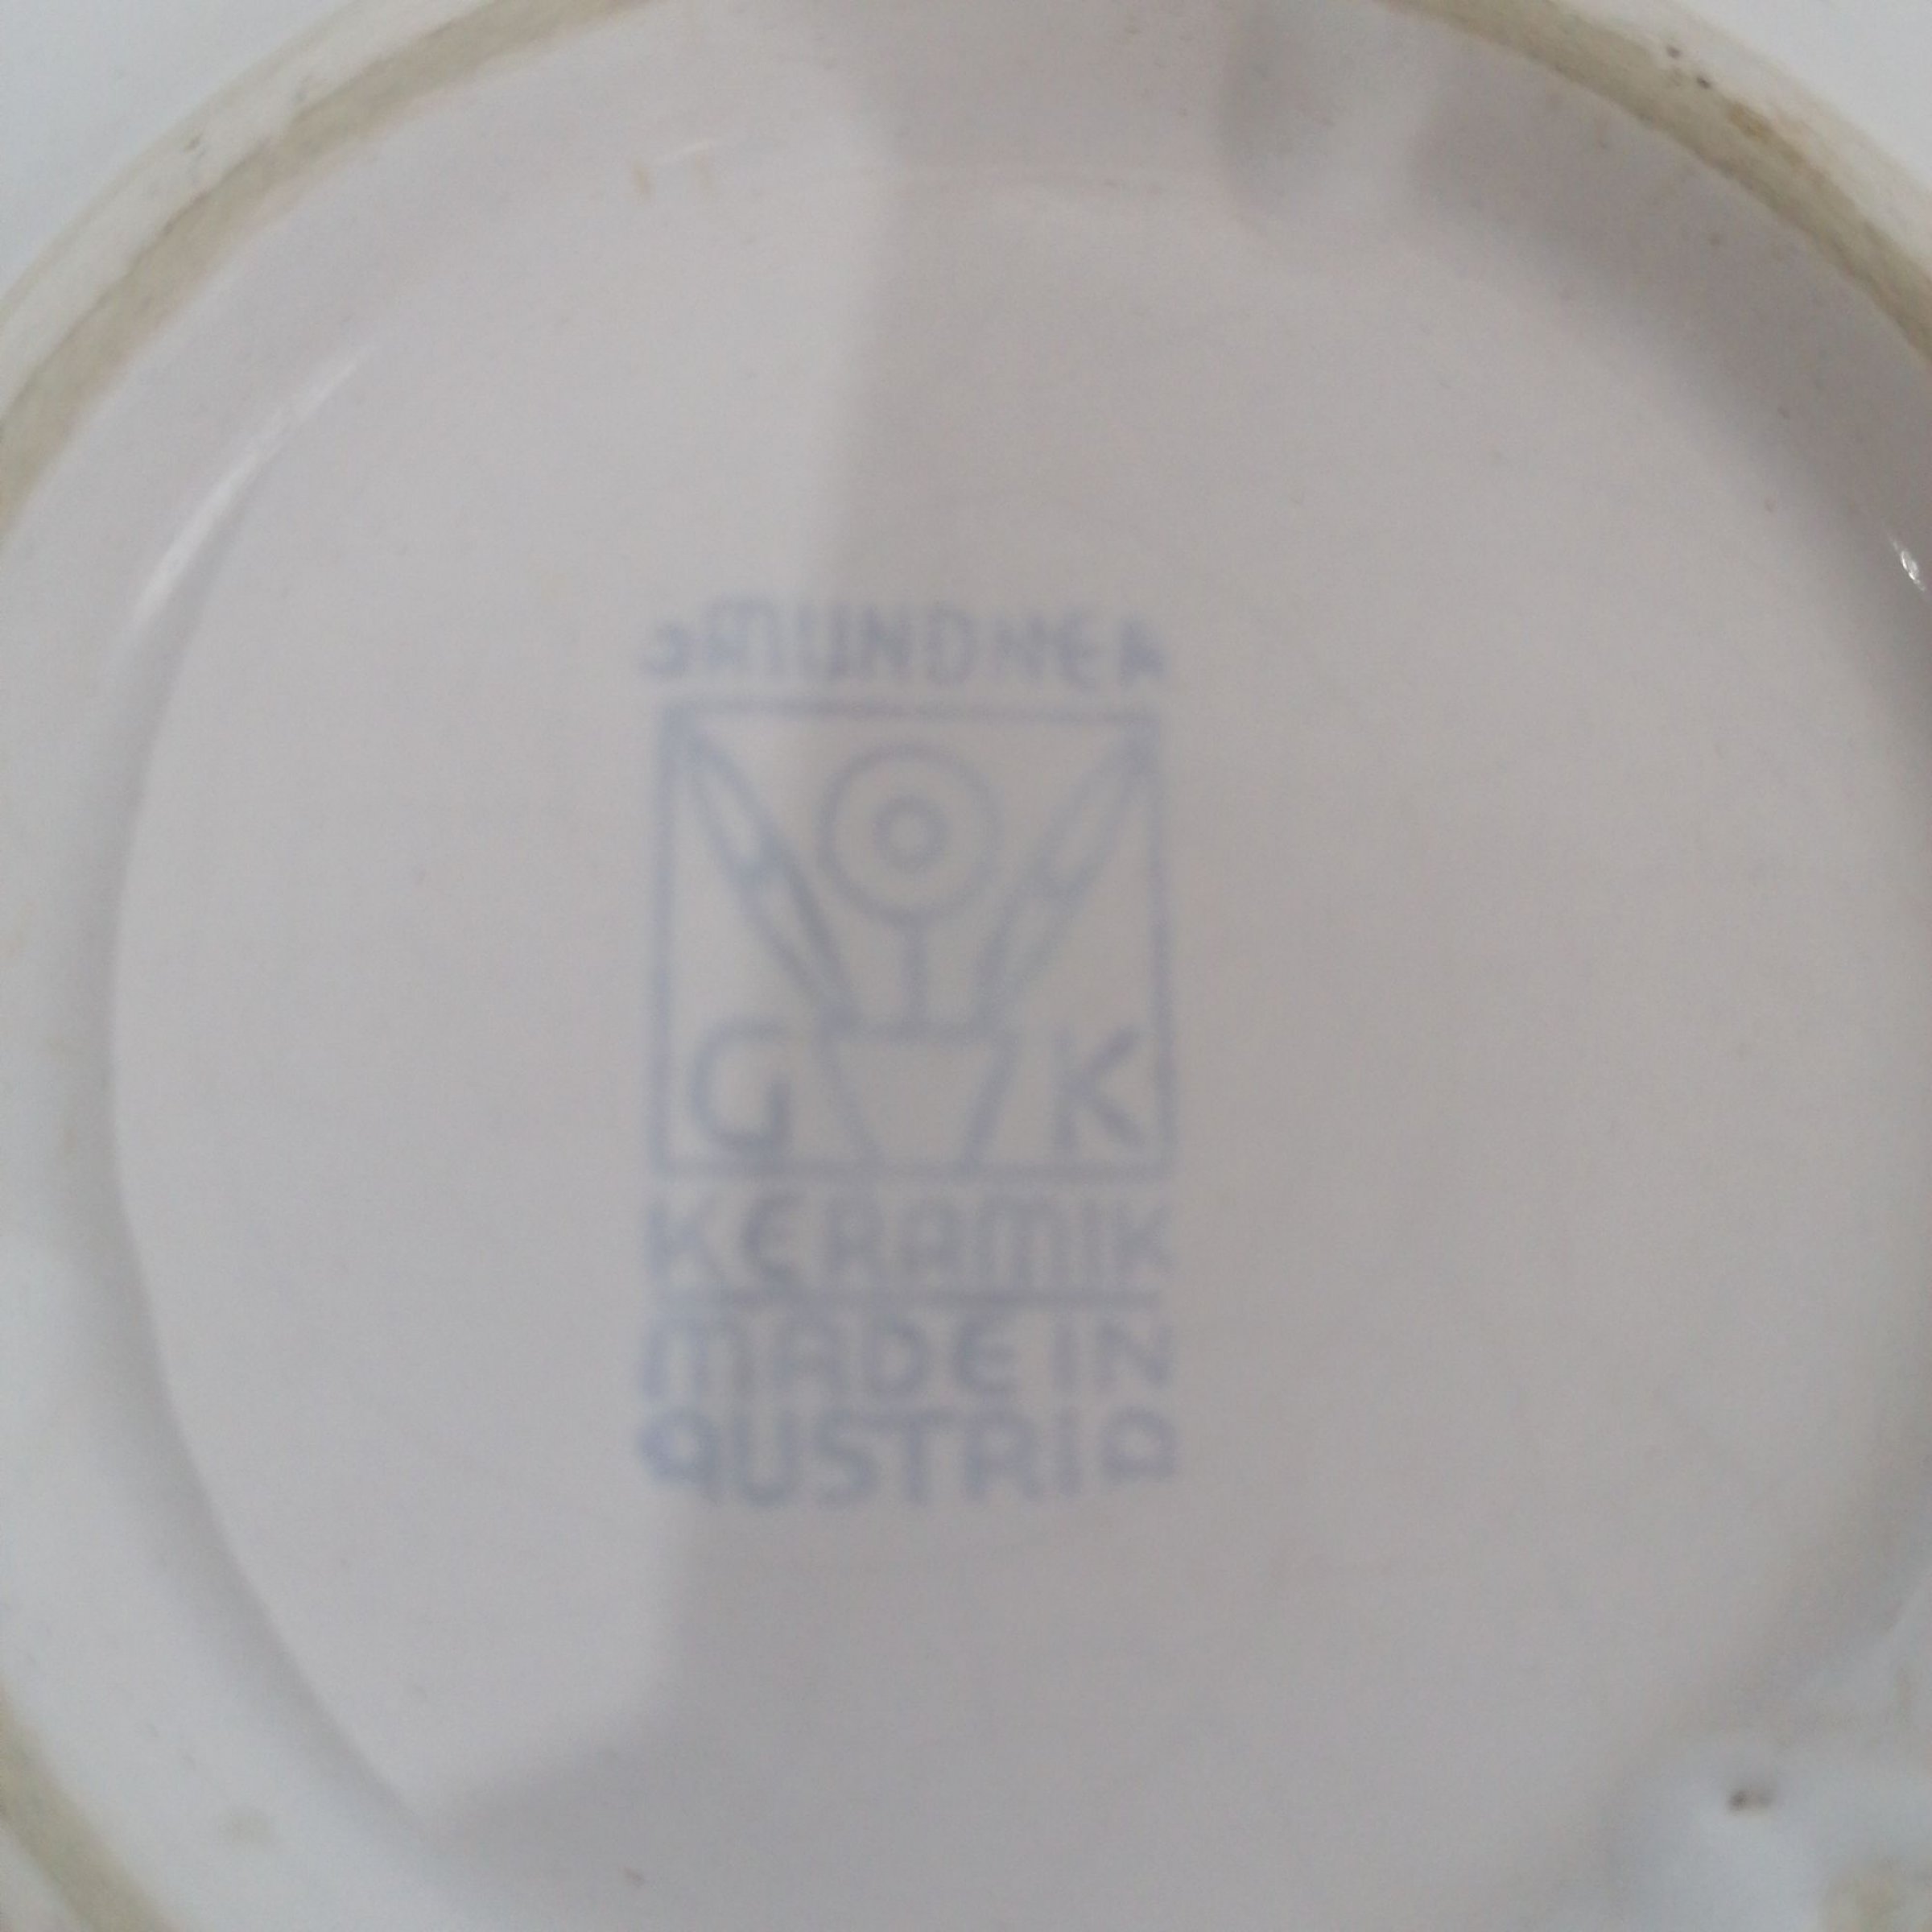 GMUNDNER
G K
KERAMIK
MADE IN
AUSTRIA